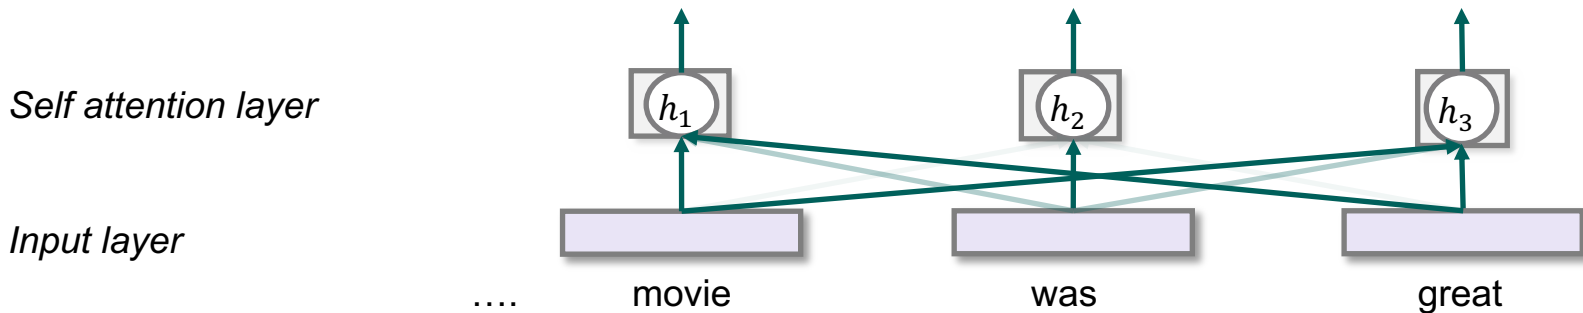 Self attention layer
h₁ h₂ h₃
Input layer
.... movie was great